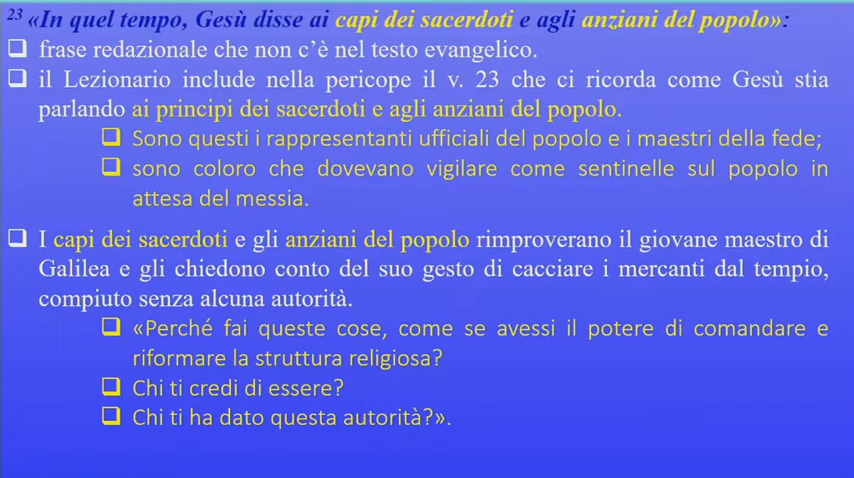 23 «In quel tempo, Gesù disse ai capi dei sacerdoti e agli anziani del popolo»:
❑ frase redazionale che non c’è nel testo evangelico.
❑ il Lezionario include nella pericope il v. 23 che ci ricorda come Gesù stia
parlando ai principi dei sacerdoti e agli anziani del popolo.
❑ Sono questi i rappresentanti ufficiali del popolo e i maestri della fede;
❑ sono coloro che dovevano vigilare come sentinelle sul popolo in
attesa del messia.
❑ I capi dei sacerdoti e gli anziani del popolo rimproverano il giovane maestro di
Galilea e gli chiedono conto del suo gesto di cacciare i mercanti dal tempio,
compiuto senza alcuna autorità.
❑ «Perché fai queste cose, come se avessi il potere di comandare e
riformare la struttura religiosa?
❑ Chi ti credi di essere?
❑ Chi ti ha dato questa autorità?».